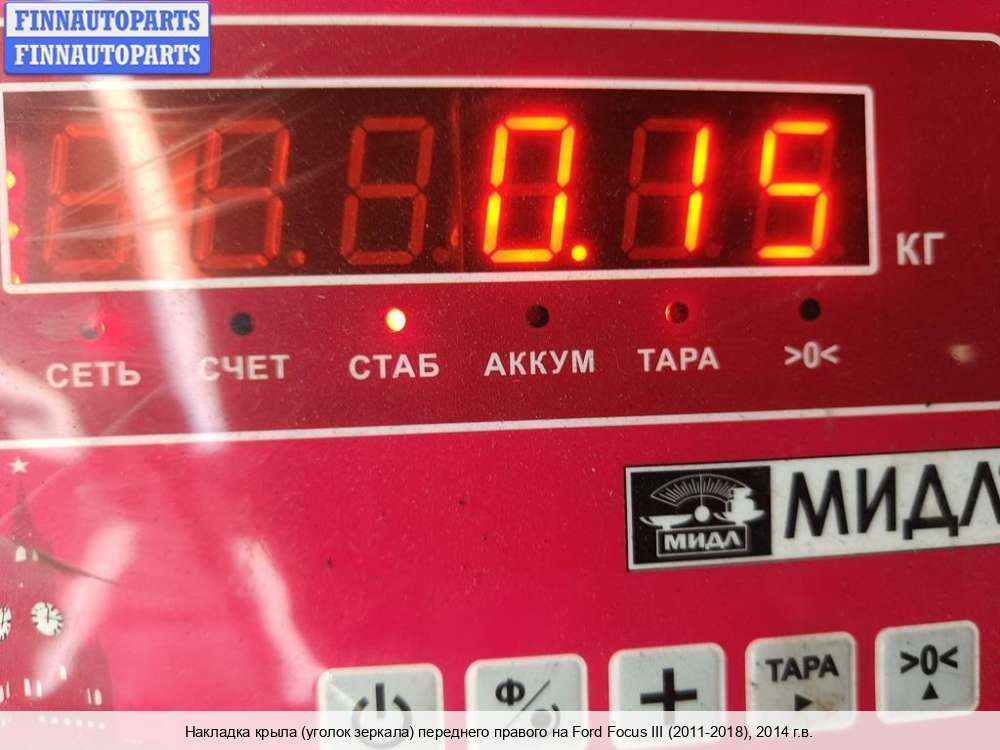 FINNAUTOPARTS
FINNAUTOPARTS
0.15
КГ
СЕТЬ СЧЕТ СТАБ АККУМ ТАРА >0<
МИДЛ МИДЛ
Ф ТАРА >0<
Накладка крыла (уголок зеркала) переднего правого на Ford Focus III (2011-2018), 2014 г.в.